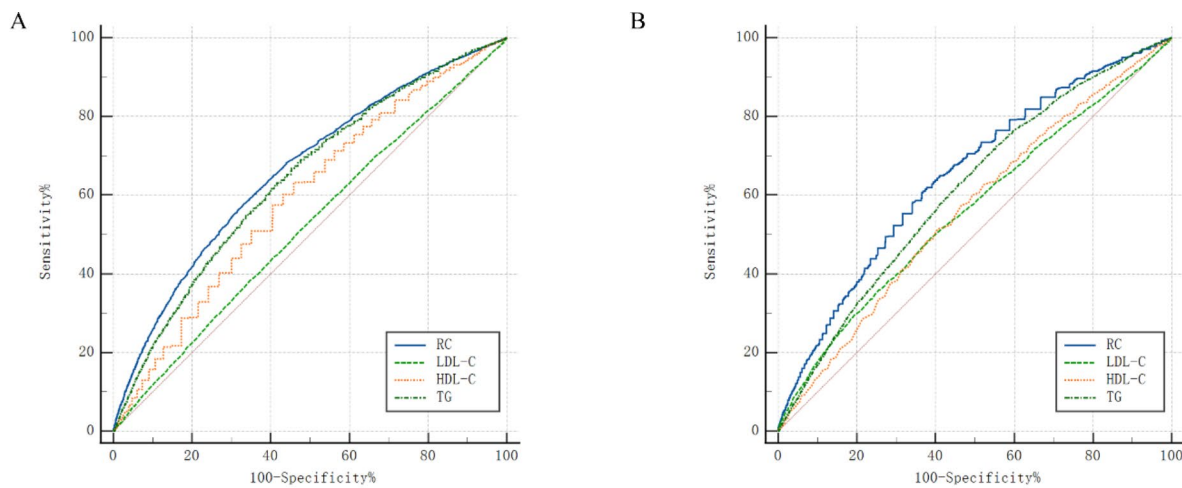 A
100
80
60
40
20
0
Sensitivity%
RC
LDL-C
HDL-C
TG
0 20 40 60 80 100
100-Specificity%
B
100
80
60
40
20
0
Sensitivity%
RC
LDL-C
HDL-C
TG
0 20 40 60 80 100
100-Specificity%